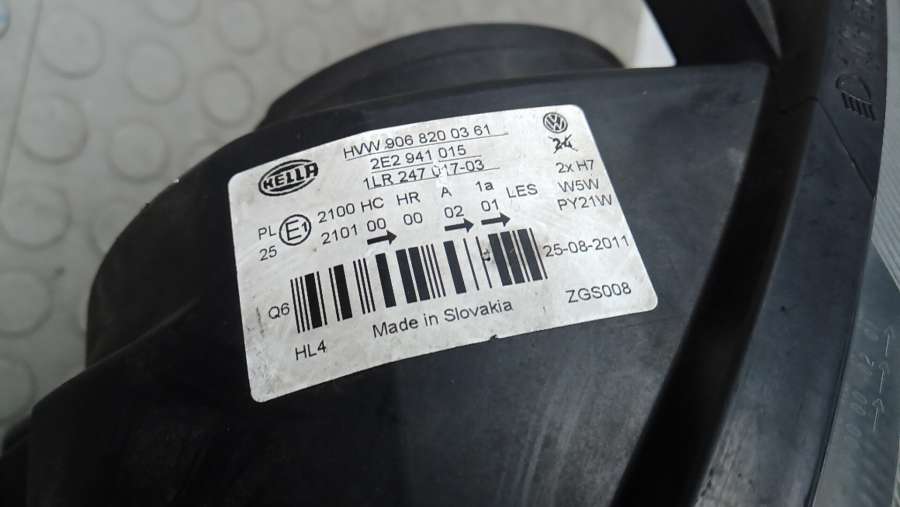 HELLA
HVW 906 820 03 61
2E2 941 015
1LR 247 017-03
24
2x H7
W5W
PY21W
PL
25
E1
2100 HC HR A 1a LES
2101 00 → 00 02 → 01 →
25-08-2011
Q6
HL4
Made in Slovakia
ZGS008